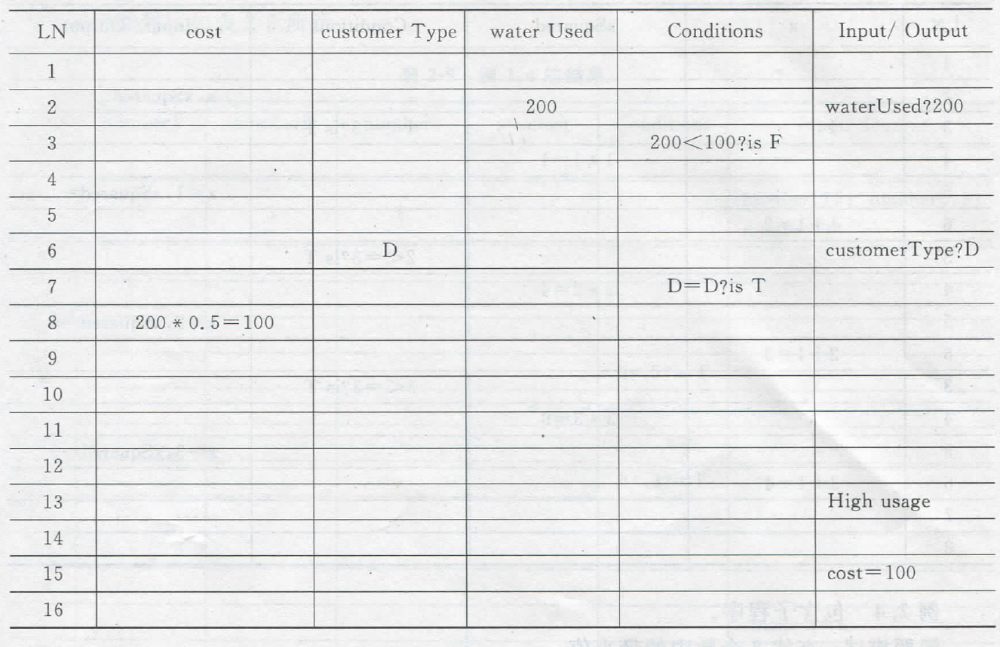 LN cost customer Type water Used Conditions Input/ Output
1
2 200 waterUsed?200
3 200<100?is F
4
5
6 D customerType?D
7 D=D?is T
8 200 * 0.5=100
9
10
11
12
13 High usage
14
15 cost=100
16